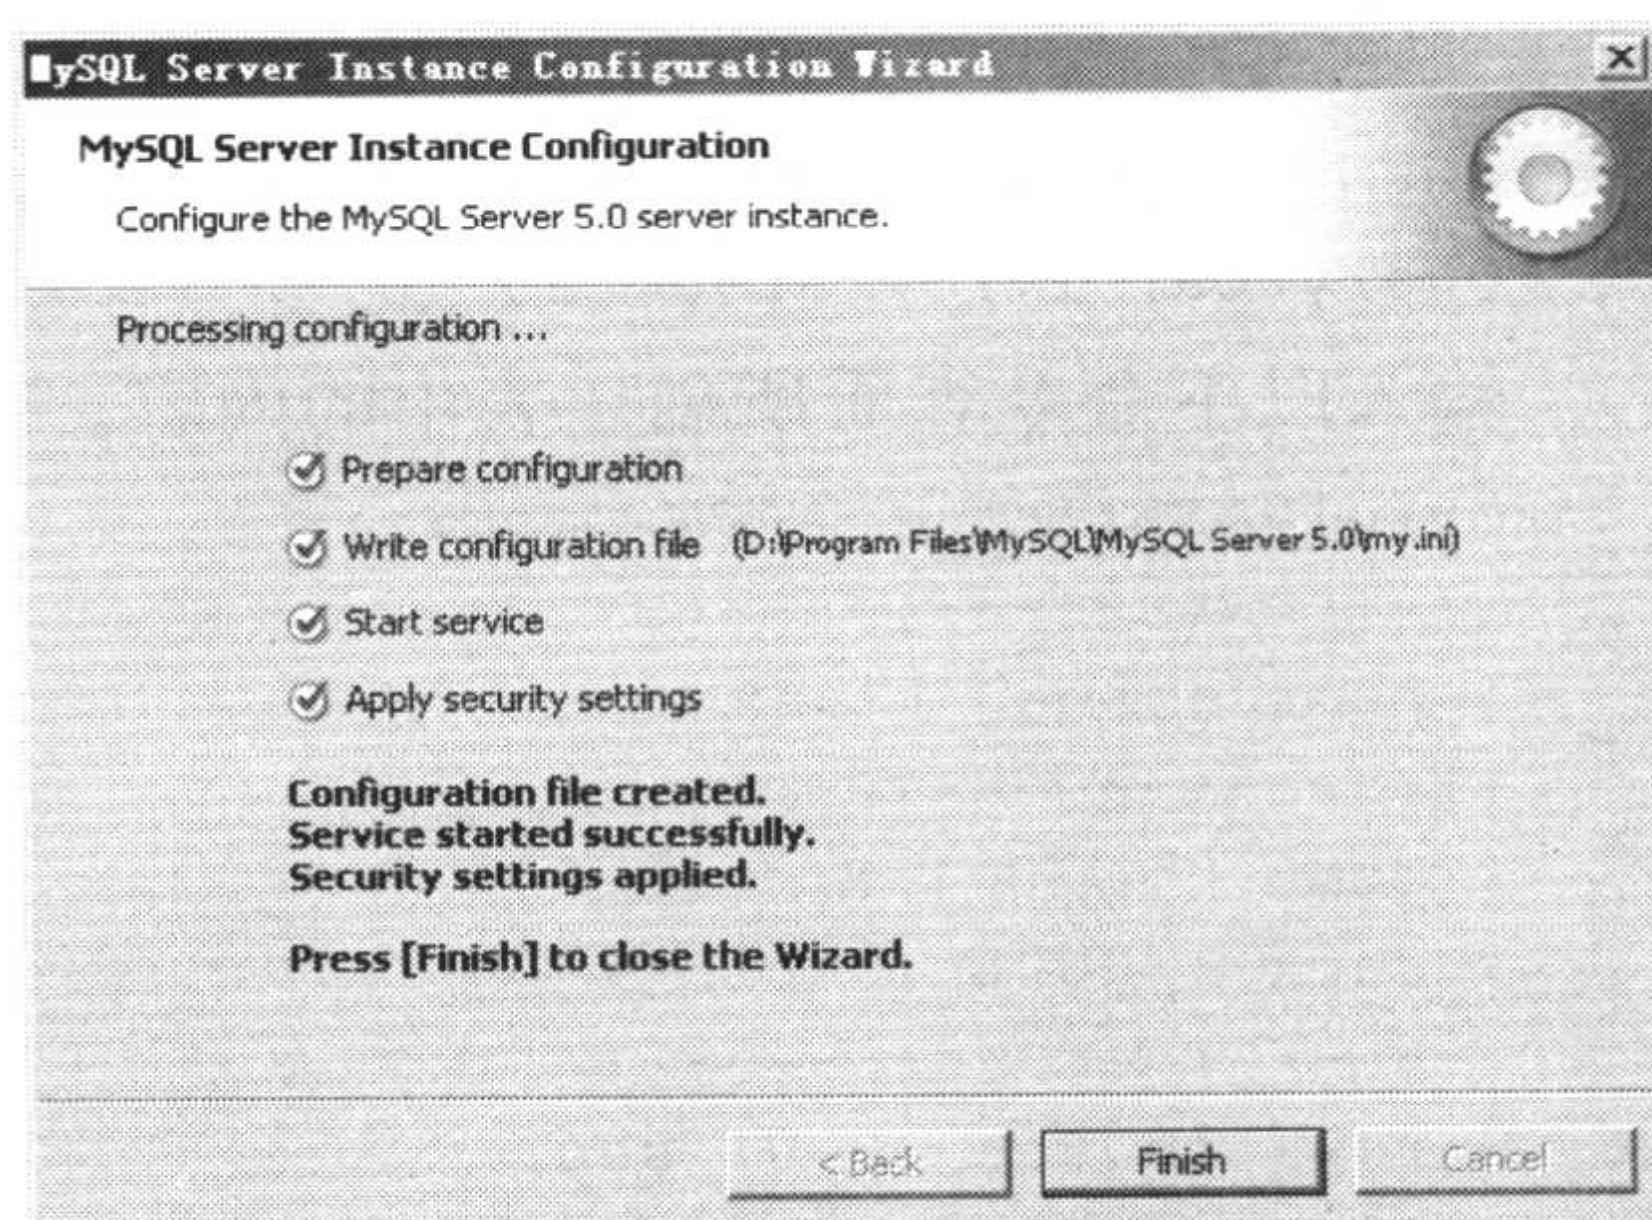 MySQL Server Instance Configuration Wizard
MySQL Server Instance Configuration
Configure the MySQL Server 5.0 server instance.
Processing configuration ...
Prepare configuration
Write configuration file (D:\Program Files\MySQL\MySQL Server 5.0\my.ini)
Start service
Apply security settings
Configuration file created.
Service started successfully.
Security settings applied.
Press [Finish] to close the Wizard.
< Back Finish Cancel